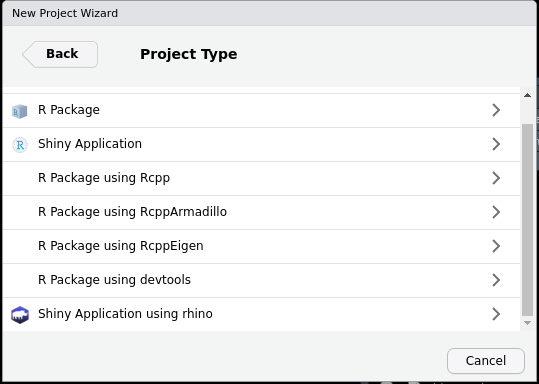 New Project Wizard
Back
Project Type
R Package
Shiny Application
R Package using Rcpp
R Package using RcppArmadillo
R Package using RcppEigen
R Package using devtools
Shiny Application using rhino
Cancel